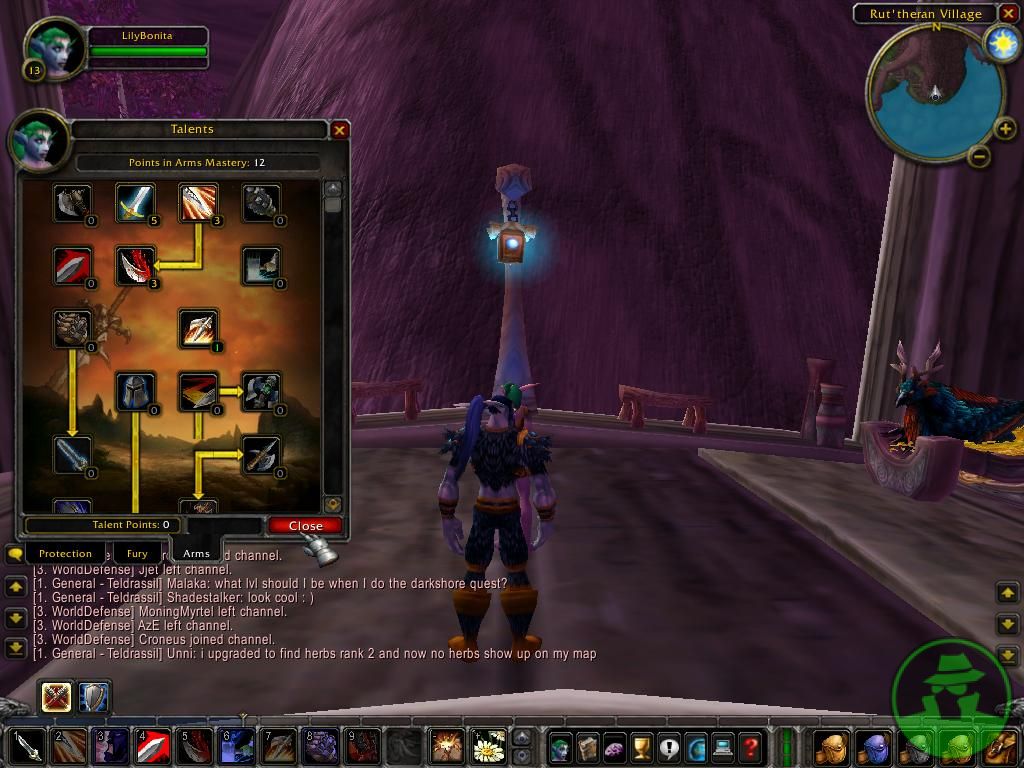 LilyBonita
13
Rut'theran Village
N
Talents
Points in Arms Mastery: 12
0 5 3 0
0 3 0
0 1
0 0 0
0 0
Talent Points: 0
Close
Protection Fury Arms
d channel.
[3. WorldDefense] Jjet left channel.
[1. General - Teldrassil] Malaka: what lvl should I be when I do the darkshore quest?
[1. General - Teldrassil] Shadestalker: look cool : )
[3. WorldDefense] MoningMyrtel left channel.
[3. WorldDefense] AzE left channel.
[3. WorldDefense] Croneus joined channel.
[1. General - Teldrassil] Unni: i upgraded to find herbs rank 2 and now no herbs show up on my map
1 2 3 4 5 6 7 8 9